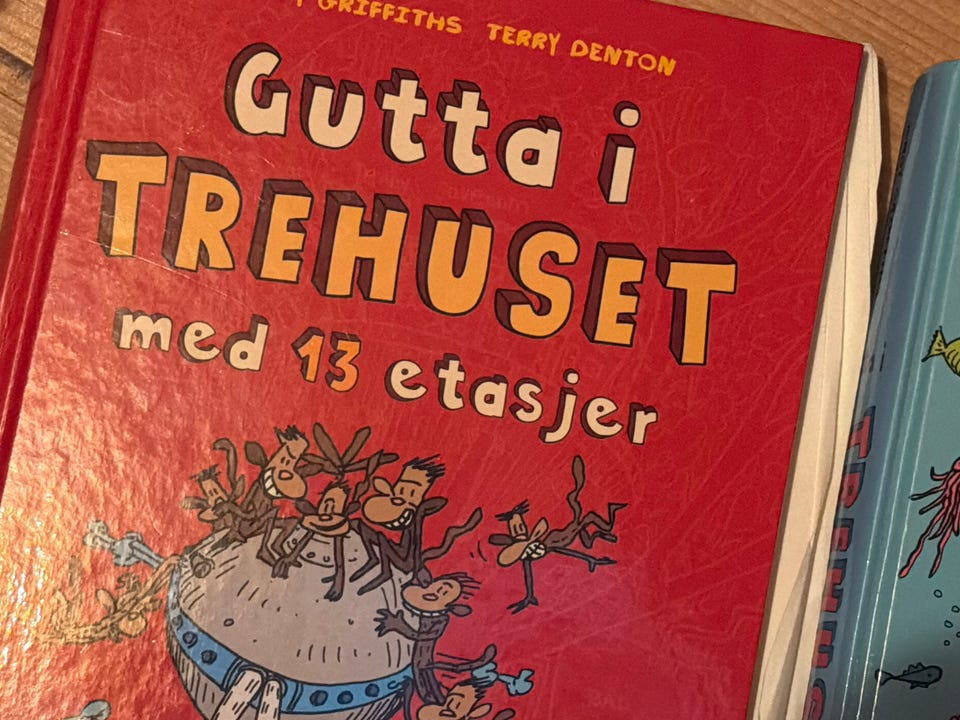 GRIFFITHS TERRY DENTON
Gutta i
TREHUSET
med 13 etasjer